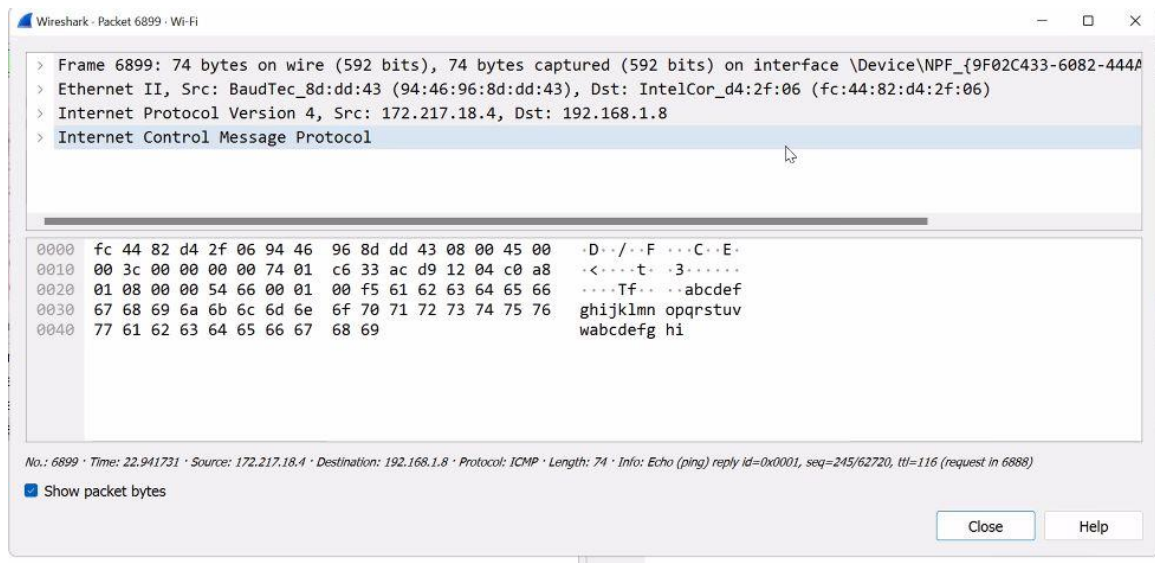 Wireshark · Packet 6899 · Wi-Fi
> Frame 6899: 74 bytes on wire (592 bits), 74 bytes captured (592 bits) on interface \Device\NPF_{9F02C433-6082-444A
> Ethernet II, Src: BaudTec_8d:dd:43 (94:46:96:8d:dd:43), Dst: IntelCor_d4:2f:06 (fc:44:82:d4:2f:06)
> Internet Protocol Version 4, Src: 172.217.18.4, Dst: 192.168.1.8
> Internet Control Message Protocol
0000 fc 44 82 d4 2f 06 94 46 96 8d dd 43 08 00 45 00 ·D··/··F ···C··E·
0010 00 3c 00 00 00 00 74 01 c6 33 ac d9 12 04 c0 a8 ·<····t· ·3······
0020 01 08 00 00 54 66 00 01 00 f5 61 62 63 64 65 66 ····Tf·· ··abcdef
0030 67 68 69 6a 6b 6c 6d 6e 6f 70 71 72 73 74 75 76 ghijklmn opqrstuv
0040 77 61 62 63 64 65 66 67 68 69 wabcdefg hi
No.: 6899 · Time: 22.941731 · Source: 172.217.18.4 · Destination: 192.168.1.8 · Protocol: ICMP · Length: 74 · Info: Echo (ping) reply id=0x0001, seq=245/62720, ttl=116 (request in 6888)
Show packet bytes
Close Help